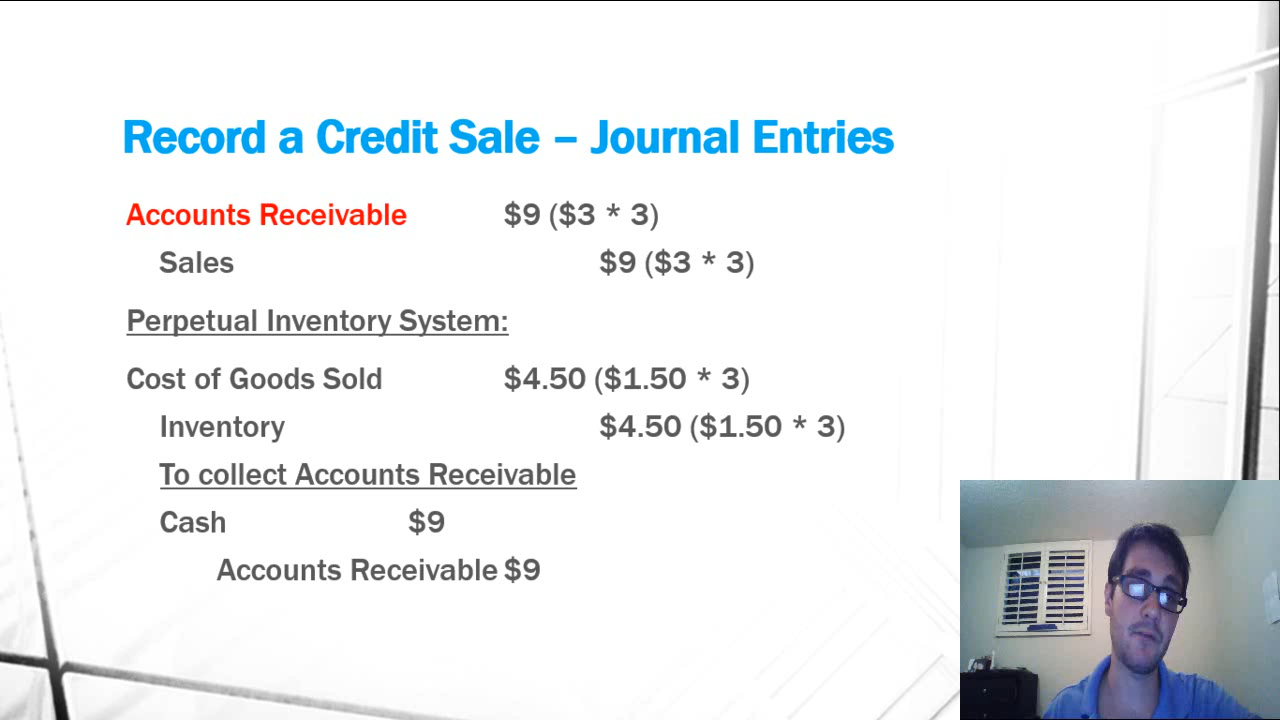 Record a Credit Sale – Journal Entries
Accounts Receivable $9 ($3 * 3)
Sales $9 ($3 * 3)
Perpetual Inventory System:
Cost of Goods Sold $4.50 ($1.50 * 3)
Inventory $4.50 ($1.50 * 3)
To collect Accounts Receivable
Cash $9
Accounts Receivable $9